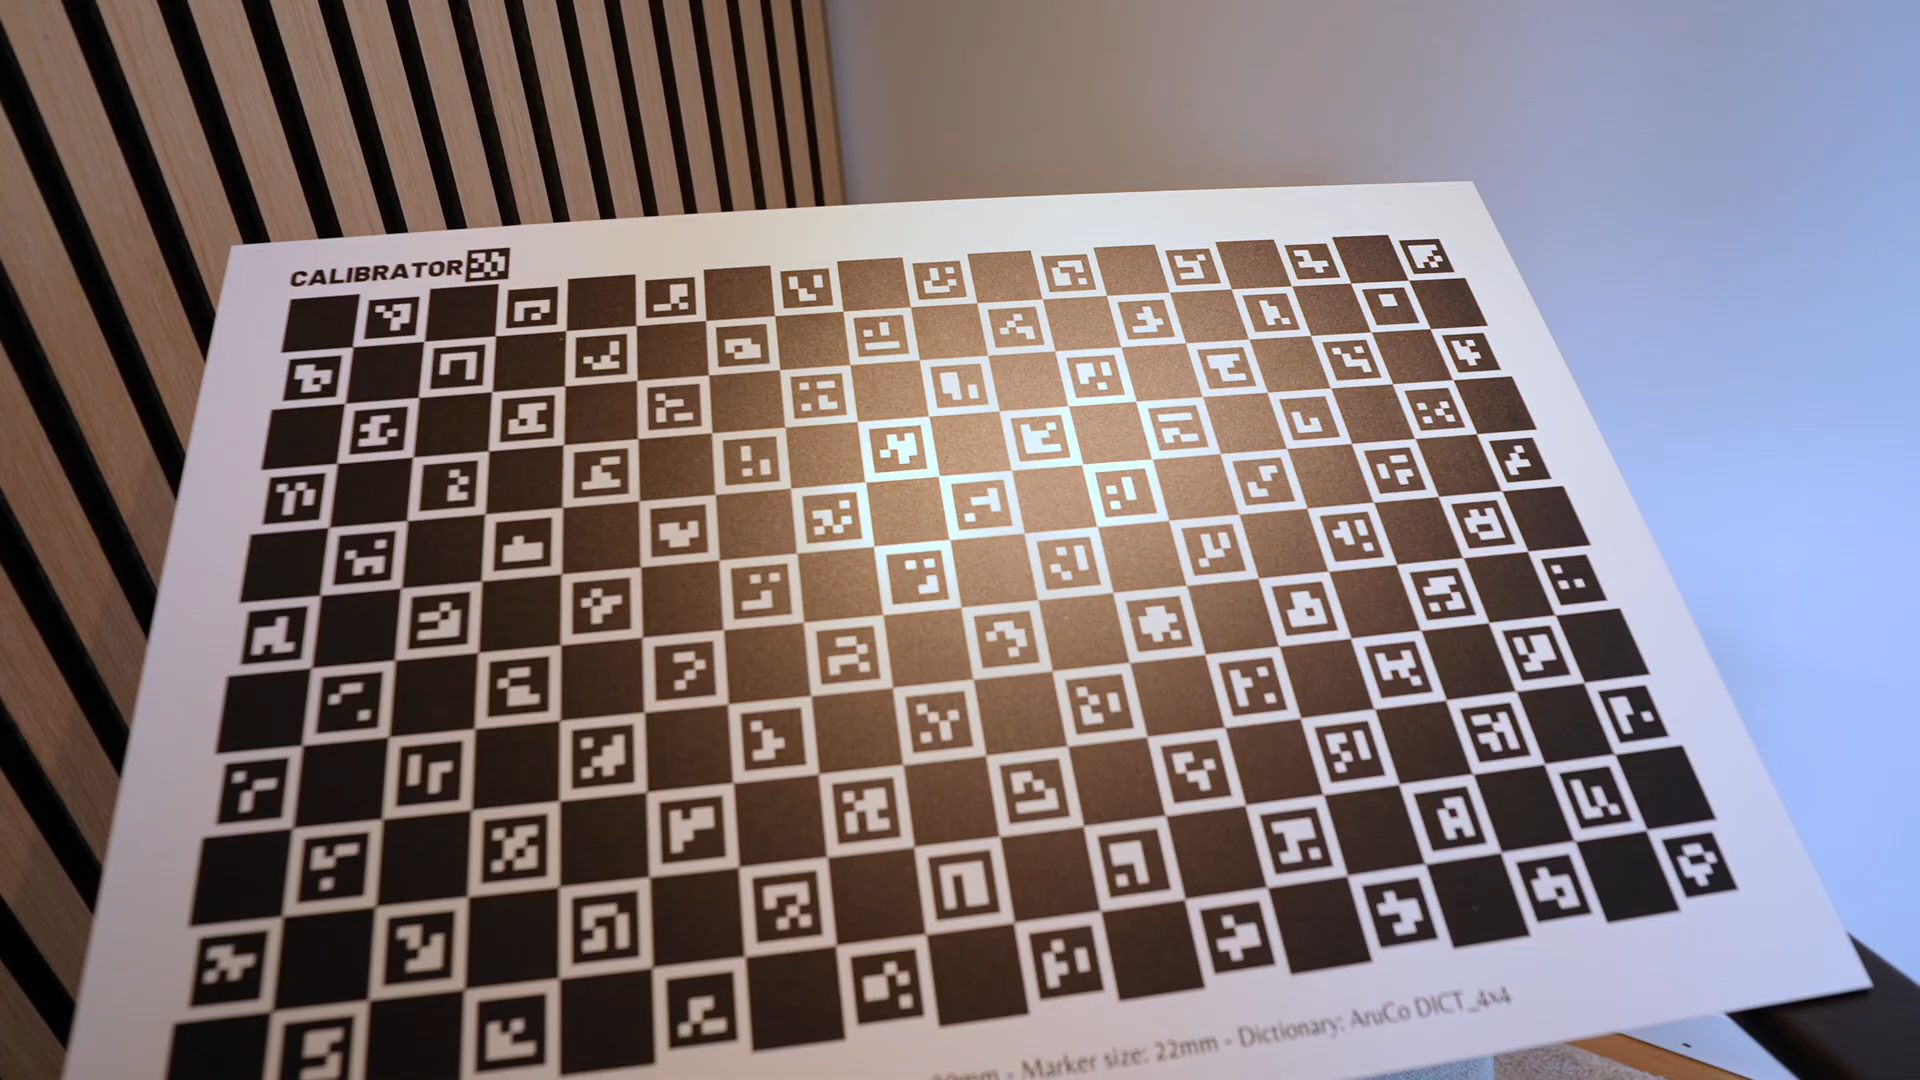 CALIBRATOR
- Marker size: 22mm - Dictionary: AruCo DICT_4x4